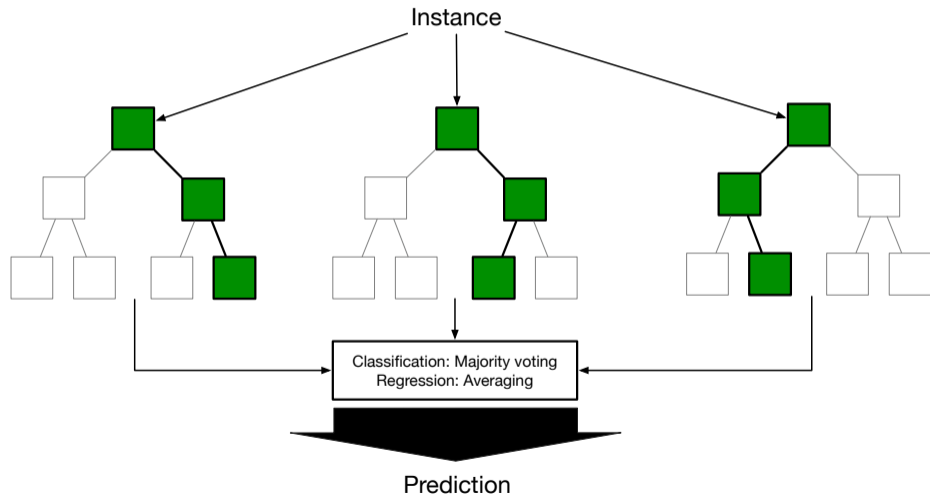 Instance
Classification: Majority voting
Regression: Averaging
Prediction